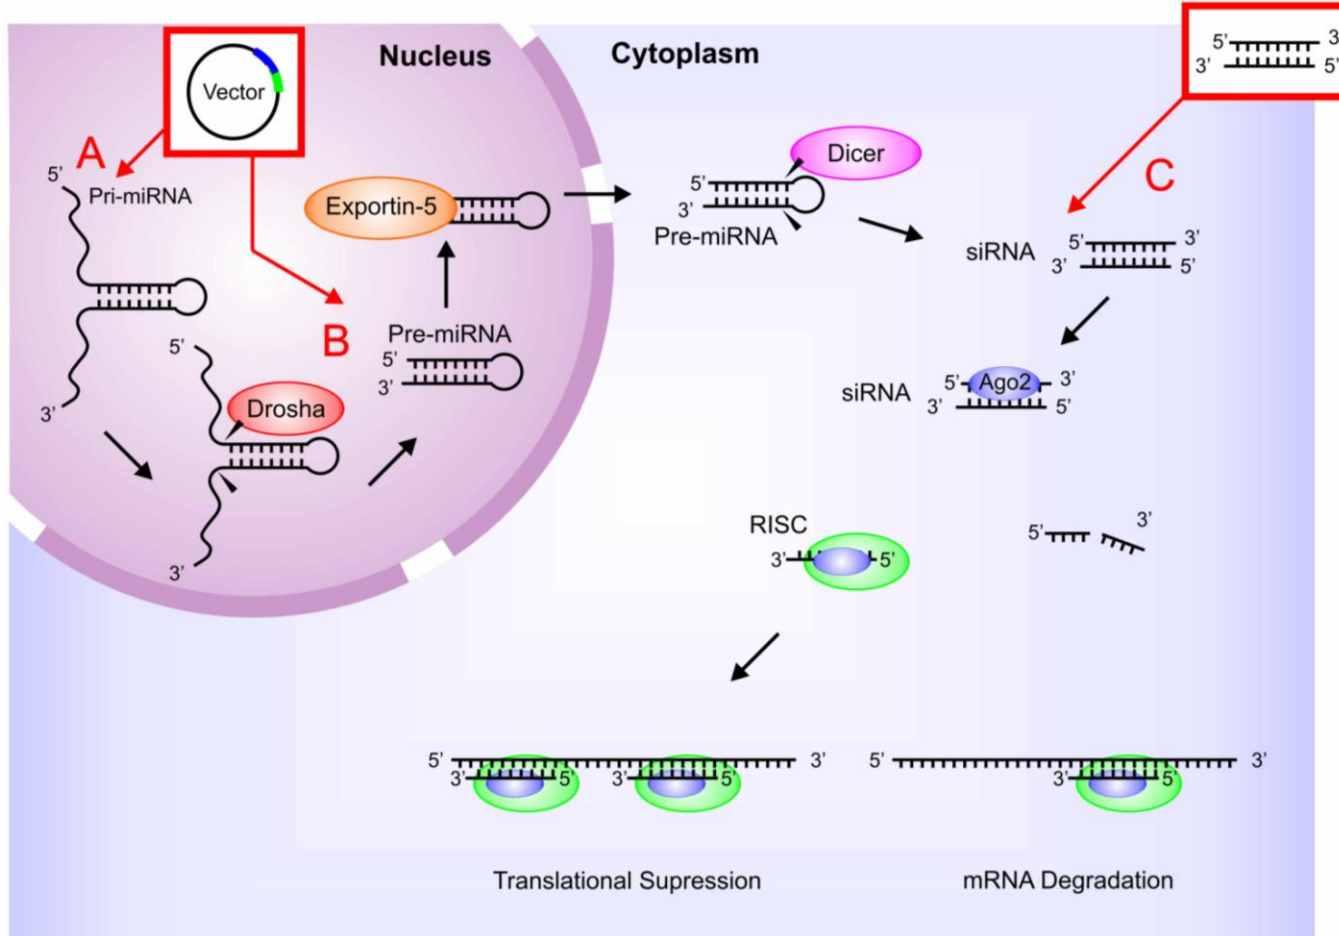 Nucleus
Cytoplasm
Vector
5’ 3
3’ 5’
A
5’
Pri-miRNA
3’
B
5’
Drosha
3’
Pre-miRNA
5’
3’
Exportin-5
Dicer
5’
3’
Pre-miRNA
C
siRNA
5’ 3’
3’ 5’
siRNA
5’ Ago2 3’
3’ 5’
RISC
3’ 5’
5’ 3’
5’ 3’
3’ 5’ 3’ 5’
5’ 3’
3’ 5’
Translational Supression
mRNA Degradation